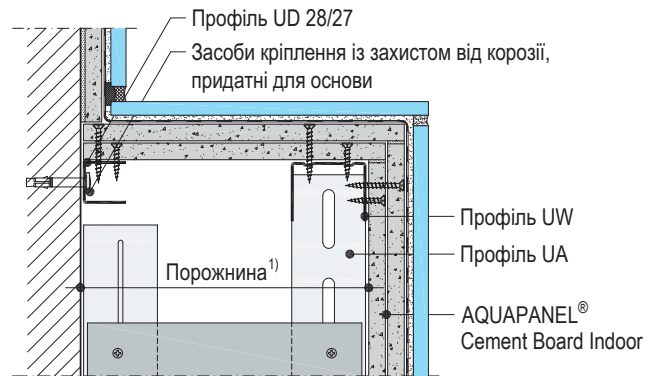 Профіль UD 28/27
Засоби кріплення із захистом від корозії,
придатні для основи
Профіль UW
Профіль UA
Порожнина¹⁾
AQUAPANEL®
Cement Board Indoor